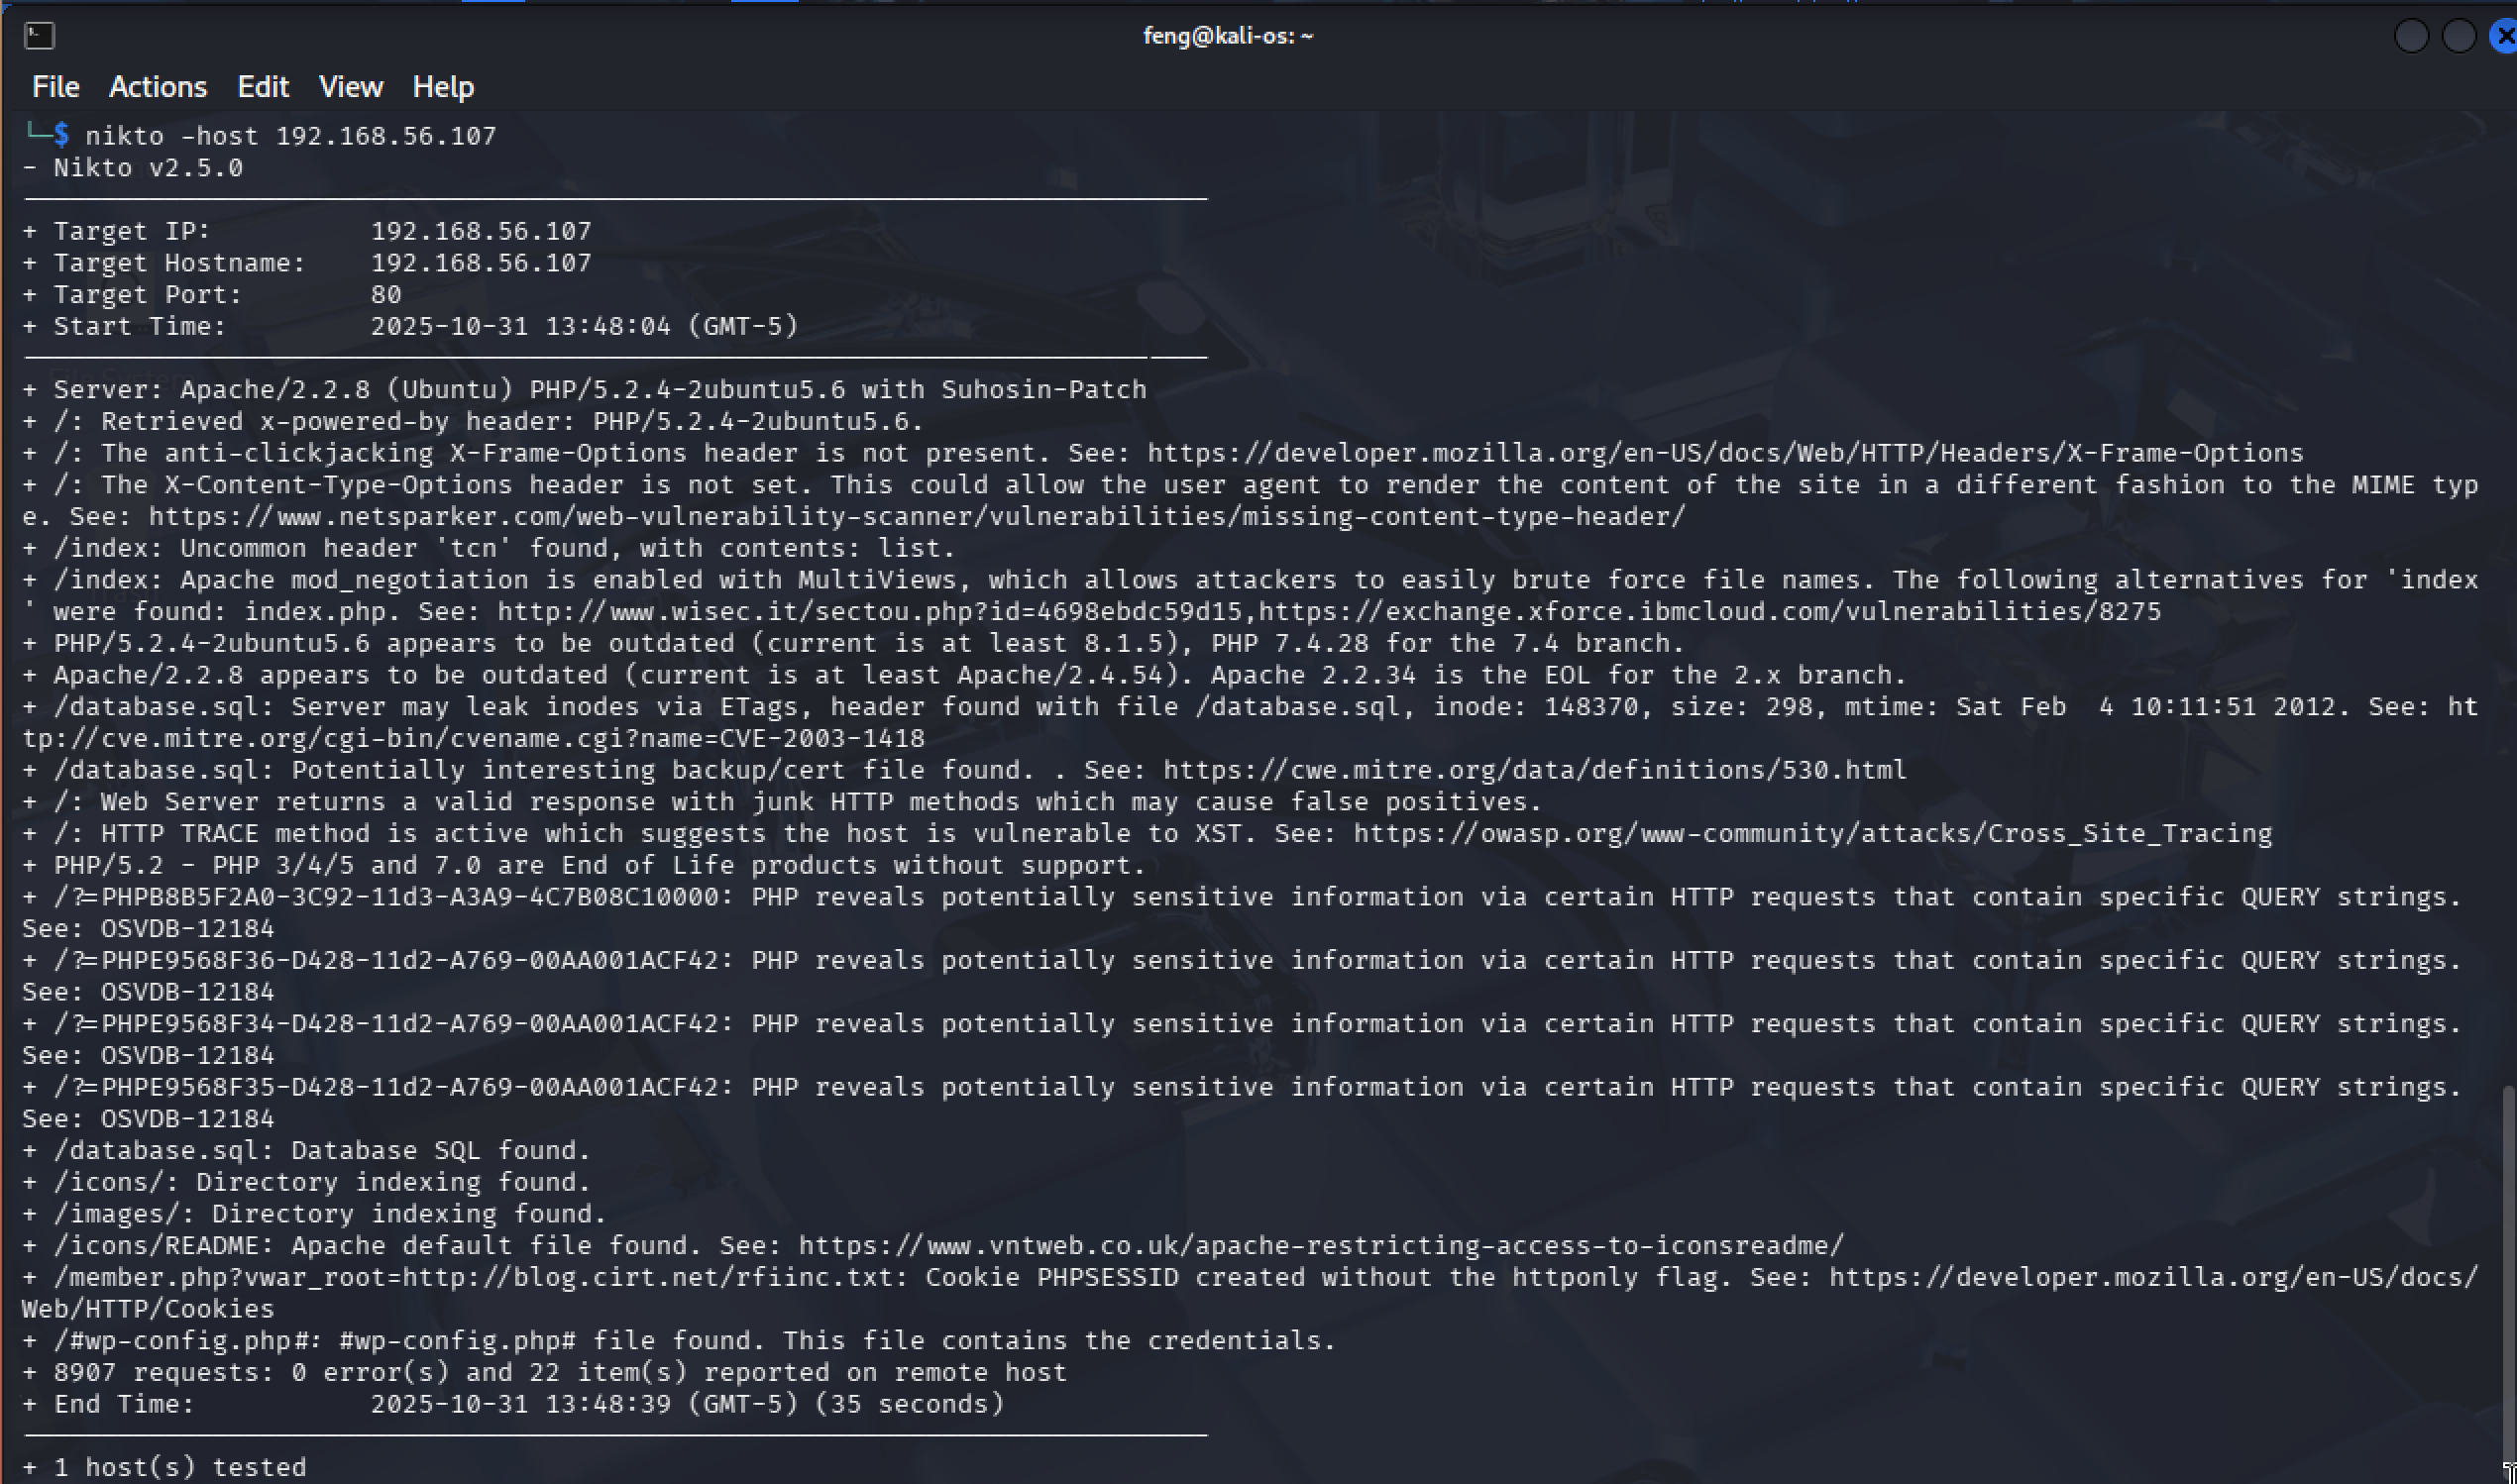 feng@kali-os: ~
File Actions Edit View Help
└─$ nikto -host 192.168.56.107
- Nikto v2.5.0
+ Target IP:          192.168.56.107
+ Target Hostname:    192.168.56.107
+ Target Port:        80
+ Start Time:         2025-10-31 13:48:04 (GMT-5)
+ Server: Apache/2.2.8 (Ubuntu) PHP/5.2.4-2ubuntu5.6 with Suhosin-Patch
+ /: Retrieved x-powered-by header: PHP/5.2.4-2ubuntu5.6.
+ /: The anti-clickjacking X-Frame-Options header is not present. See: https://developer.mozilla.org/en-US/docs/Web/HTTP/Headers/X-Frame-Options
+ /: The X-Content-Type-Options header is not set. This could allow the user agent to render the content of the site in a different fashion to the MIME typ
e. See: https://www.netsparker.com/web-vulnerability-scanner/vulnerabilities/missing-content-type-header/
+ /index: Uncommon header 'tcn' found, with contents: list.
+ /index: Apache mod_negotiation is enabled with MultiViews, which allows attackers to easily brute force file names. The following alternatives for 'index
' were found: index.php. See: http://www.wisec.it/sectou.php?id=4698ebdc59d15,https://exchange.xforce.ibmcloud.com/vulnerabilities/8275
+ PHP/5.2.4-2ubuntu5.6 appears to be outdated (current is at least 8.1.5), PHP 7.4.28 for the 7.4 branch.
+ Apache/2.2.8 appears to be outdated (current is at least Apache/2.4.54). Apache 2.2.34 is the EOL for the 2.x branch.
+ /database.sql: Server may leak inodes via ETags, header found with file /database.sql, inode: 148370, size: 298, mtime: Sat Feb  4 10:11:51 2012. See: ht
tp://cve.mitre.org/cgi-bin/cvename.cgi?name=CVE-2003-1418
+ /database.sql: Potentially interesting backup/cert file found. . See: https://cwe.mitre.org/data/definitions/530.html
+ /: Web Server returns a valid response with junk HTTP methods which may cause false positives.
+ /: HTTP TRACE method is active which suggests the host is vulnerable to XST. See: https://owasp.org/www-community/attacks/Cross_Site_Tracing
+ PHP/5.2 - PHP 3/4/5 and 7.0 are End of Life products without support.
+ /?=PHPB8B5F2A0-3C92-11d3-A3A9-4C7B08C10000: PHP reveals potentially sensitive information via certain HTTP requests that contain specific QUERY strings.
See: OSVDB-12184
+ /?=PHPE9568F36-D428-11d2-A769-00AA001ACF42: PHP reveals potentially sensitive information via certain HTTP requests that contain specific QUERY strings.
See: OSVDB-12184
+ /?=PHPE9568F34-D428-11d2-A769-00AA001ACF42: PHP reveals potentially sensitive information via certain HTTP requests that contain specific QUERY strings.
See: OSVDB-12184
+ /?=PHPE9568F35-D428-11d2-A769-00AA001ACF42: PHP reveals potentially sensitive information via certain HTTP requests that contain specific QUERY strings.
See: OSVDB-12184
+ /database.sql: Database SQL found.
+ /icons/: Directory indexing found.
+ /images/: Directory indexing found.
+ /icons/README: Apache default file found. See: https://www.vntweb.co.uk/apache-restricting-access-to-iconsreadme/
+ /member.php?vwar_root=http://blog.cirt.net/rfiinc.txt: Cookie PHPSESSID created without the httponly flag. See: https://developer.mozilla.org/en-US/docs/
Web/HTTP/Cookies
+ /#wp-config.php#: #wp-config.php# file found. This file contains the credentials.
+ 8907 requests: 0 error(s) and 22 item(s) reported on remote host
+ End Time:           2025-10-31 13:48:39 (GMT-5) (35 seconds)
+ 1 host(s) tested